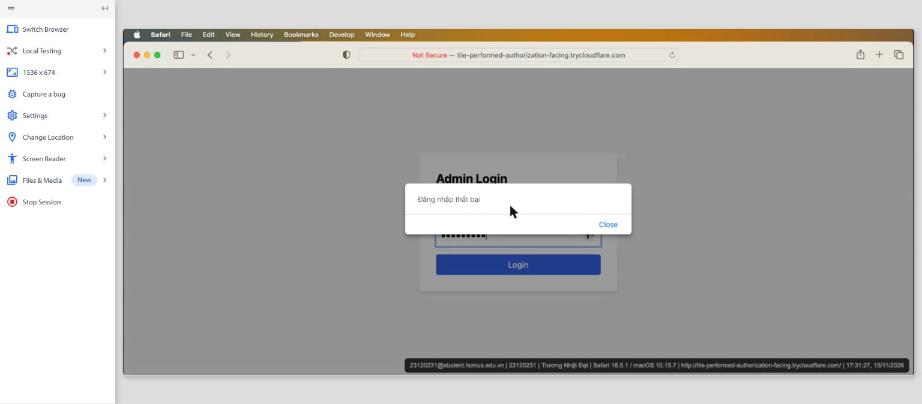 Switch Browser
Local Testing
1536 x 674
Capture a bug
Settings
Change Location
Screen Reader
Files & Media New
Stop Session
Safari File Edit View History Bookmarks Develop Window Help
Not Secure — tile-performed-authorization-facing.trycloudflare.com
Admin Login
Đăng nhập thất bại
Close
Login
23120231@student.hcmus.edu.vn | 23120231 | Trương Nhật Đạt | Safari 16.5.1 / macOS 10.15.7 | http://tile-performed-authorization-facing.trycloudflare.com/ | 17:31:27, 15/11/2026